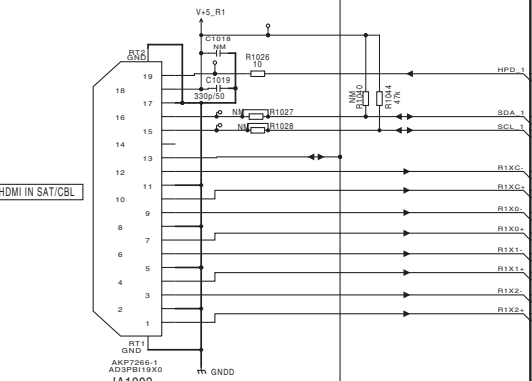 V+5_R1
C1018
NM
RT2
GND
R1026
10
19
HPD_1
C1019
330p/50
18
17
NM
R1040
R1044
47k
NM
R1027
16
SDA_1
NM
R1028
15
SCL_1
14
13
12
R1XC-
11
R1XC+
10
9
R1X0-
8
R1X0+
7
6
R1X1-
5
R1X1+
4
3
R1X2-
2
R1X2+
1
HDMI IN SAT/CBL
RT1
GND
AKP7266-1
AD3PBI19X0
GNDD